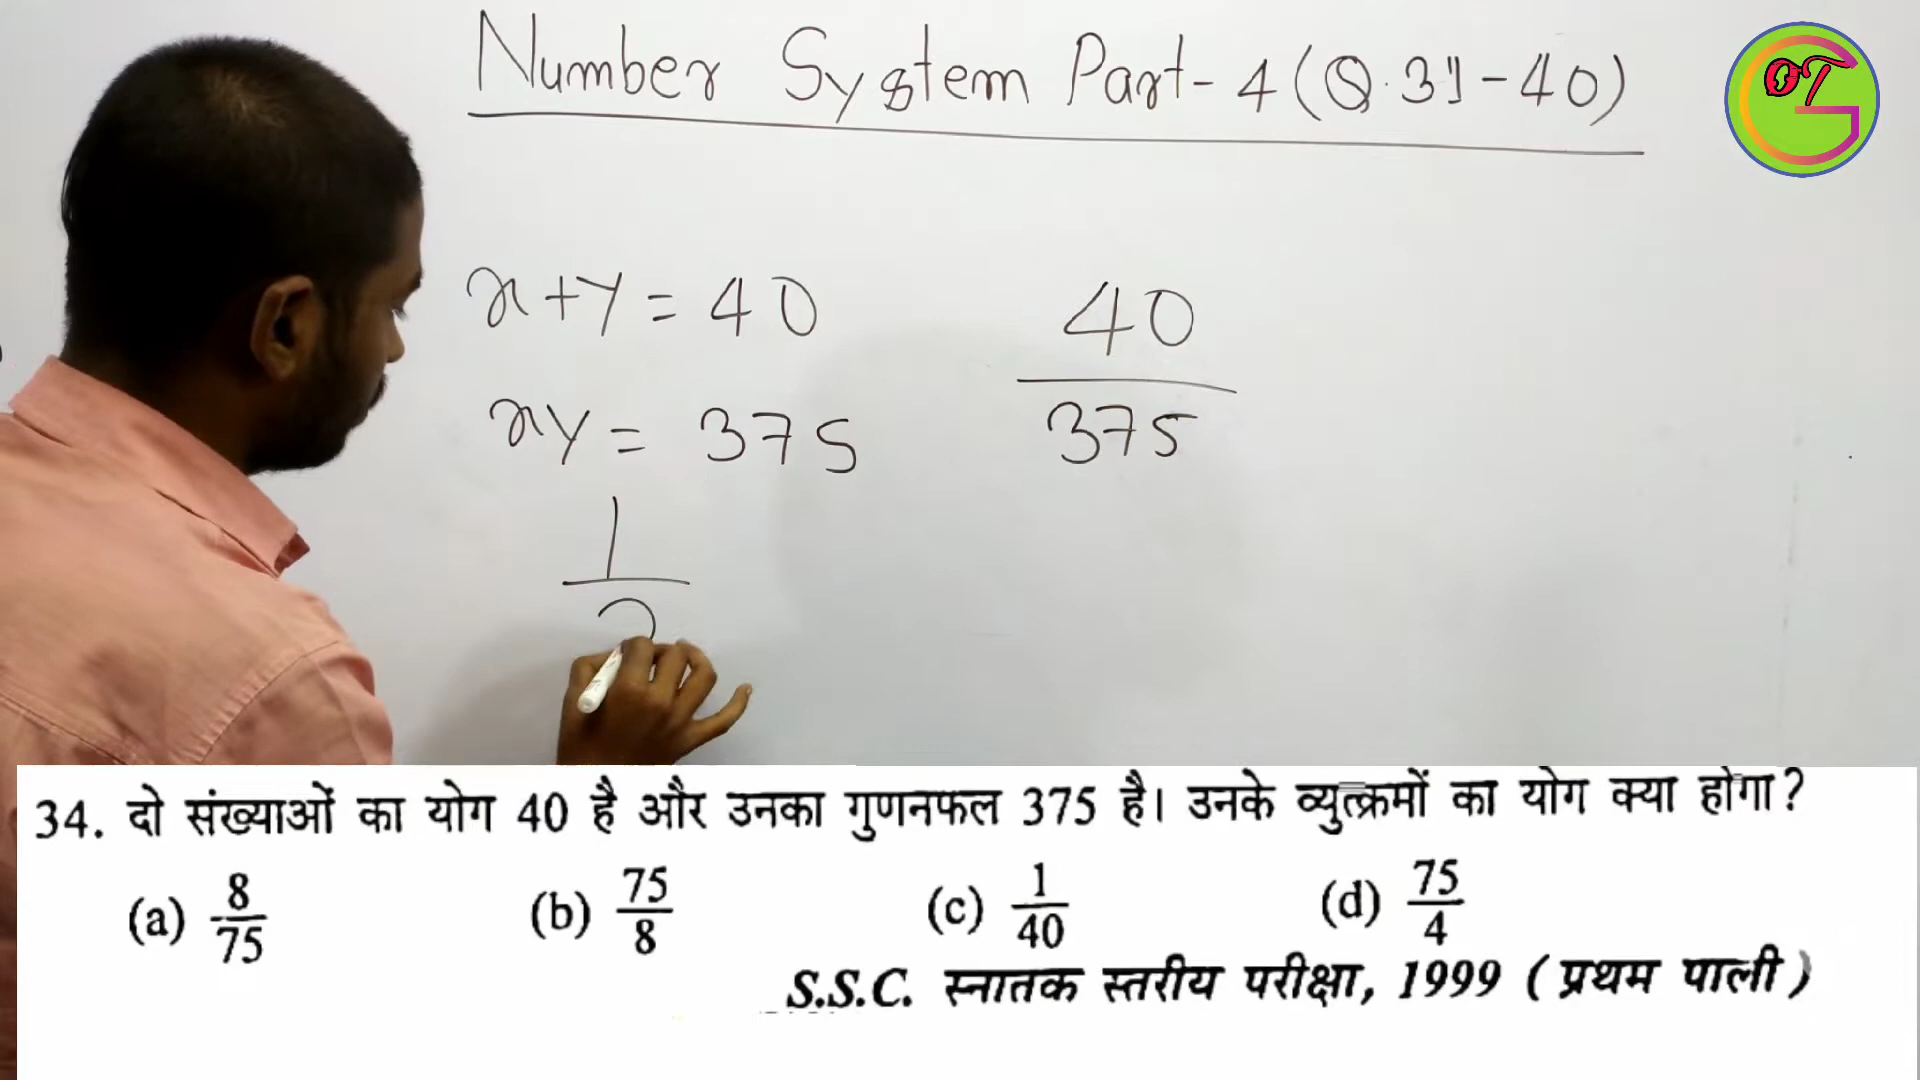 Number System Part-4 (Q.31-40)
OTG
x+y = 40
40/375
xy = 375
1
34. दो संख्याओं का योग 40 है और उनका गुणनफल 375 है। उनके व्युत्क्रमों का योग क्या होगा?
(a) 8/75 (b) 75/8 (c) 1/40 (d) 75/4
S.S.C. स्नातक स्तरीय परीक्षा, 1999 (प्रथम पाली)